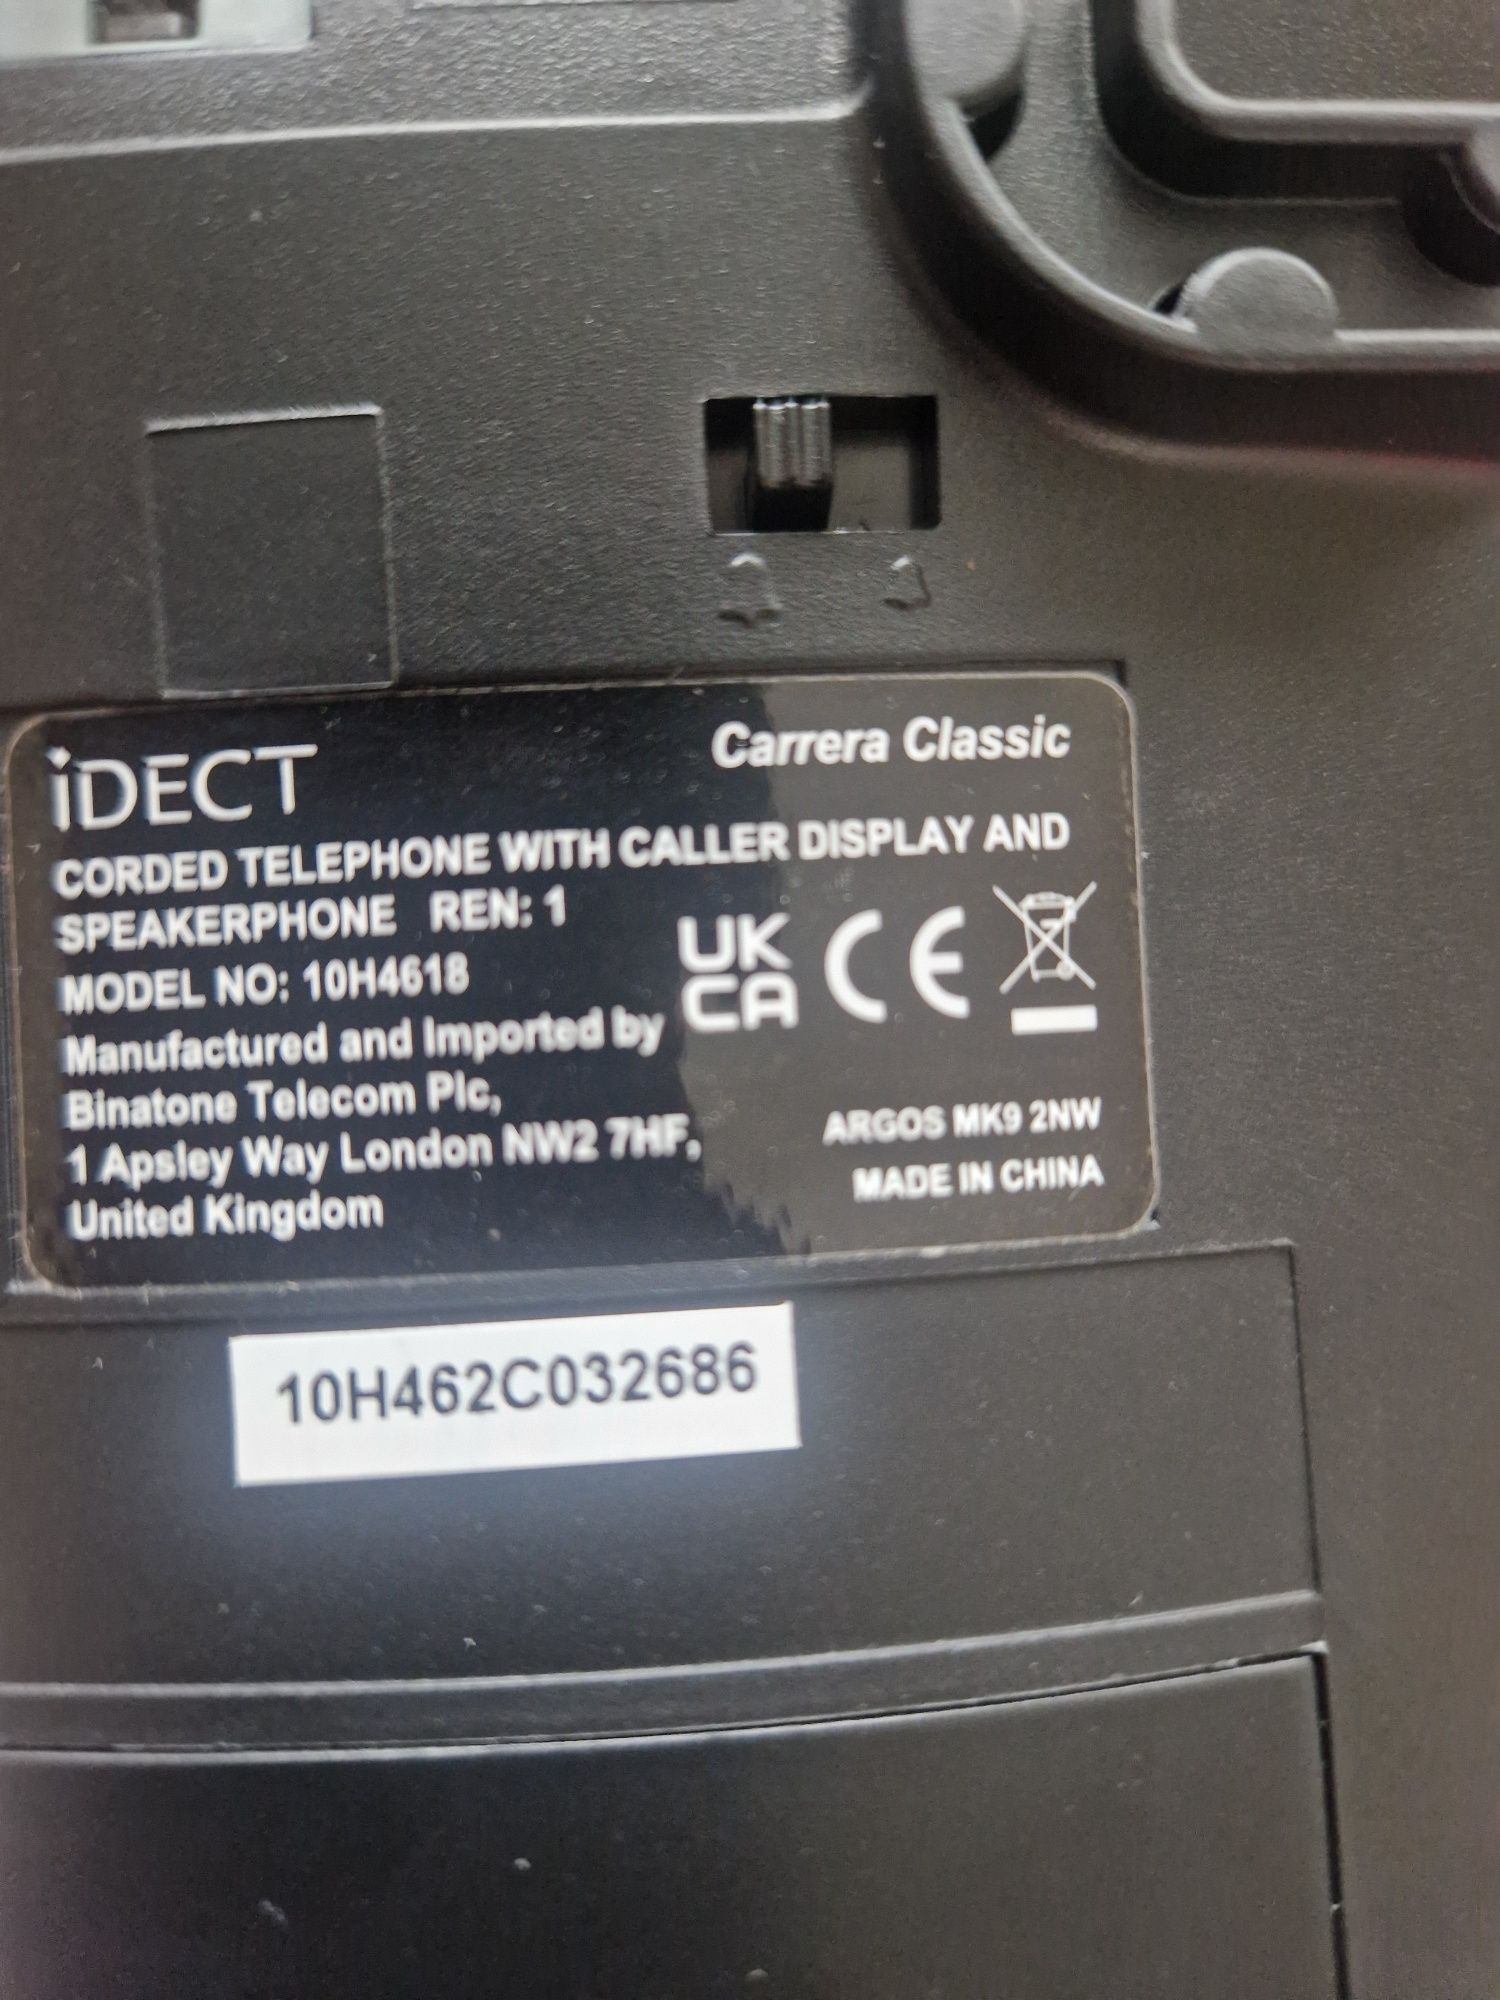 iDECT
Carrera Classic
CORDED TELEPHONE WITH CALLER DISPLAY AND
SPEAKERPHONE REN: 1
MODEL NO: 10H4618
UK
CA
CE
Manufactured and Imported by
Binatone Telecom Plc,
1 Apsley Way London NW2 7HF,
United Kingdom
ARGOS MK9 2NW
MADE IN CHINA
10H462C032686